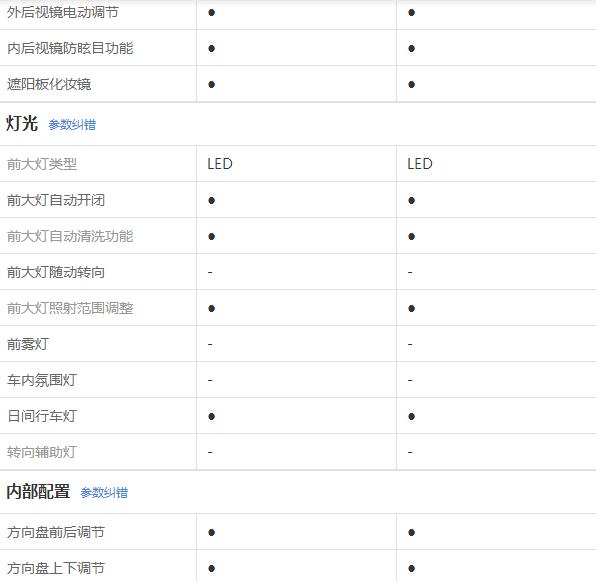 外后视镜电动调节 ● ●
内后视镜防眩目功能 ● ●
遮阳板化妆镜 ● ●
灯光 参数纠错
前大灯类型 LED LED
前大灯自动开闭 ● ●
前大灯自动清洗功能 ● ●
前大灯随动转向 - -
前大灯照射范围调整 ● ●
前雾灯 - -
车内氛围灯 - -
日间行车灯 ● ●
转向辅助灯 - -
内部配置 参数纠错
方向盘前后调节 ● ●
方向盘上下调节 ● ●